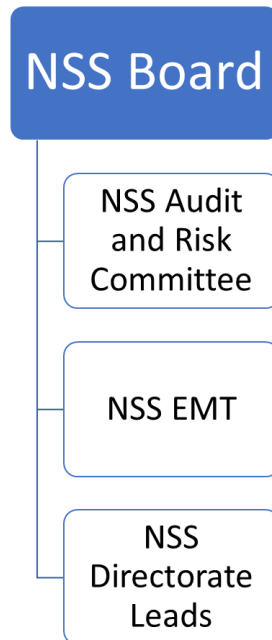 NSS Board
NSS Audit
and Risk
Committee
NSS EMT
NSS
Directorate
Leads